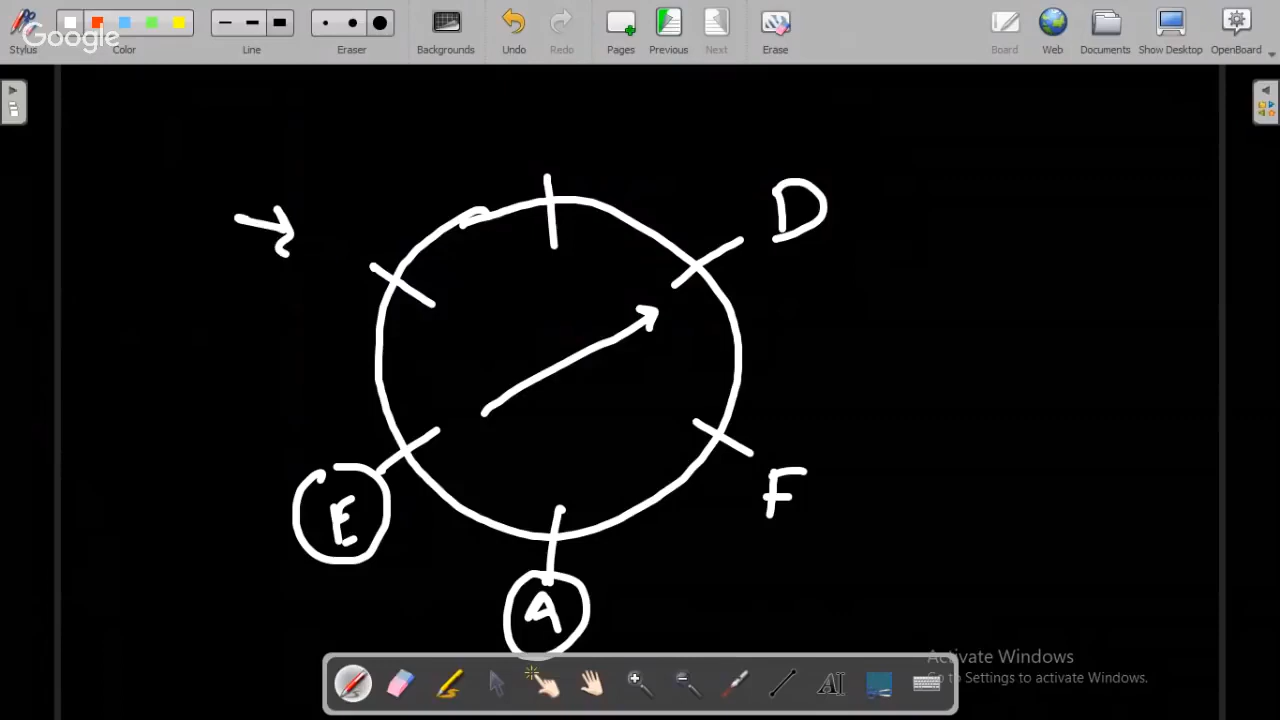 Google
Stylus Color Line Eraser Backgrounds Undo Redo Pages Previous Next Erase Board Web Documents Show Desktop OpenBoard
D
F
E
A
Activate Windows
Go to Settings to activate Windows.
AI